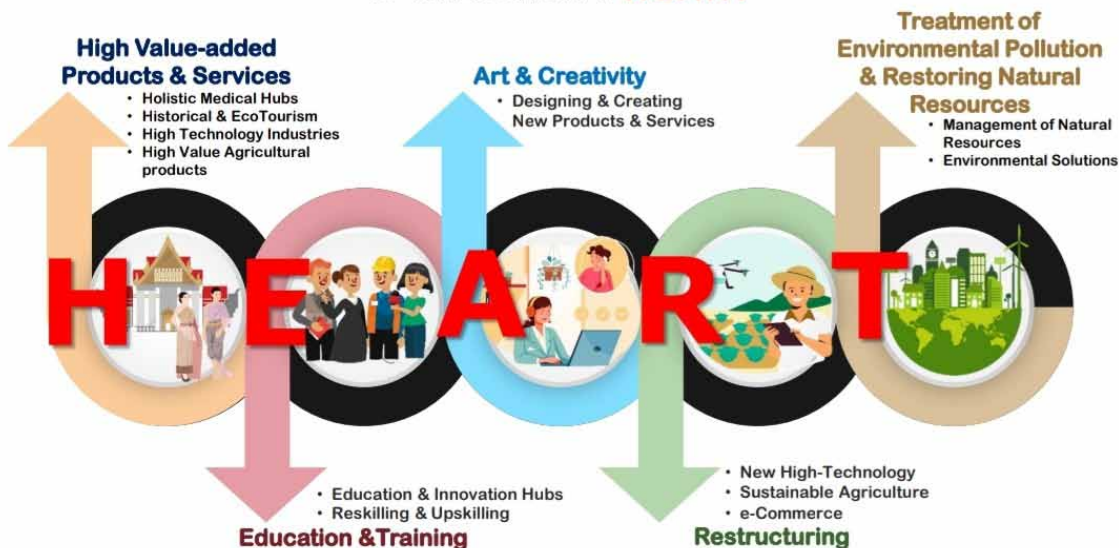 High Value-added
Products & Services
• Holistic Medical Hubs
• Historical & EcoTourism
• High Technology Industries
• High Value Agricultural
products
Art & Creativity
• Designing & Creating
New Products & Services
Treatment of
Environmental Pollution
& Restoring Natural
Resources
• Management of Natural
Resources
• Environmental Solutions
H E A R T
• Education & Innovation Hubs
• Reskilling & Upskilling
Education &Training
• New High-Technology
• Sustainable Agriculture
• e-Commerce
Restructuring